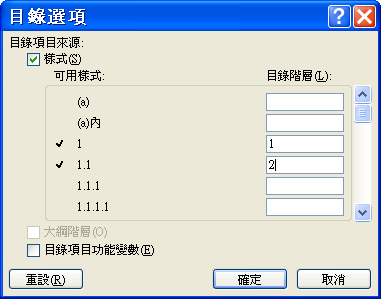 目錄選項
目錄項目來源:
樣式(S)
可用樣式: 目錄階層(L):
(a)
(a)內
1 1
1.1 2
1.1.1
1.1.1.1
大綱階層(O)
目錄項目功能變數(E)
重設(R) 確定 取消